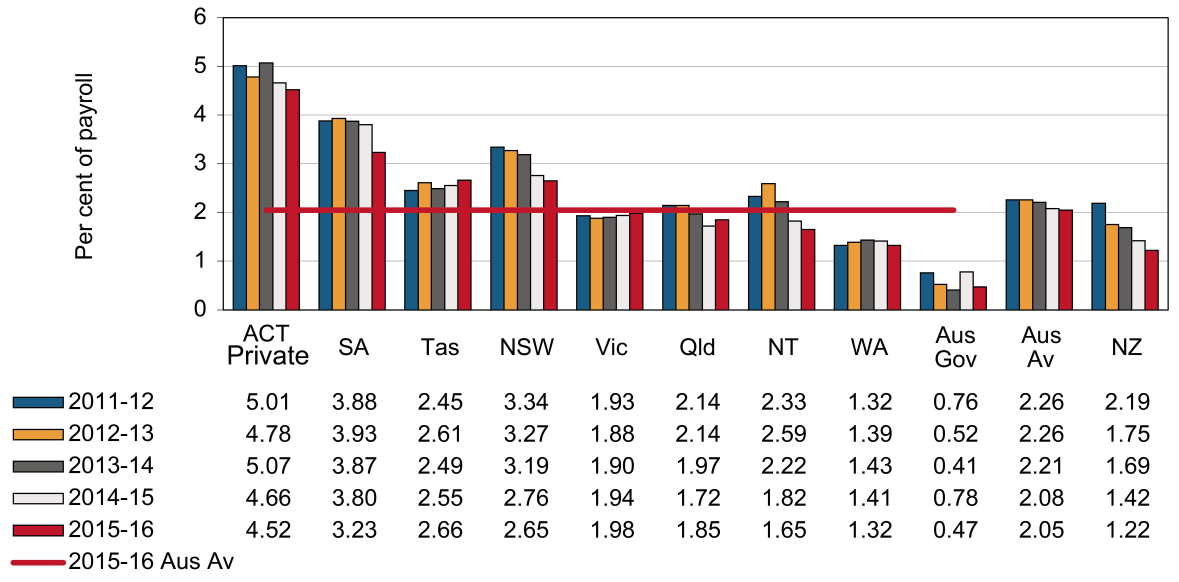 Per cent of payroll
6
5
4
3
2
1
0
ACT Private SA Tas NSW Vic Qld NT WA Aus Gov Aus Av NZ
2011-12 5.01 3.88 2.45 3.34 1.93 2.14 2.33 1.32 0.76 2.26 2.19
2012-13 4.78 3.93 2.61 3.27 1.88 2.14 2.59 1.39 0.52 2.26 1.75
2013-14 5.07 3.87 2.49 3.19 1.90 1.97 2.22 1.43 0.41 2.21 1.69
2014-15 4.66 3.80 2.55 2.76 1.94 1.72 1.82 1.41 0.78 2.08 1.42
2015-16 4.52 3.23 2.66 2.65 1.98 1.85 1.65 1.32 0.47 2.05 1.22
2015-16 Aus Av